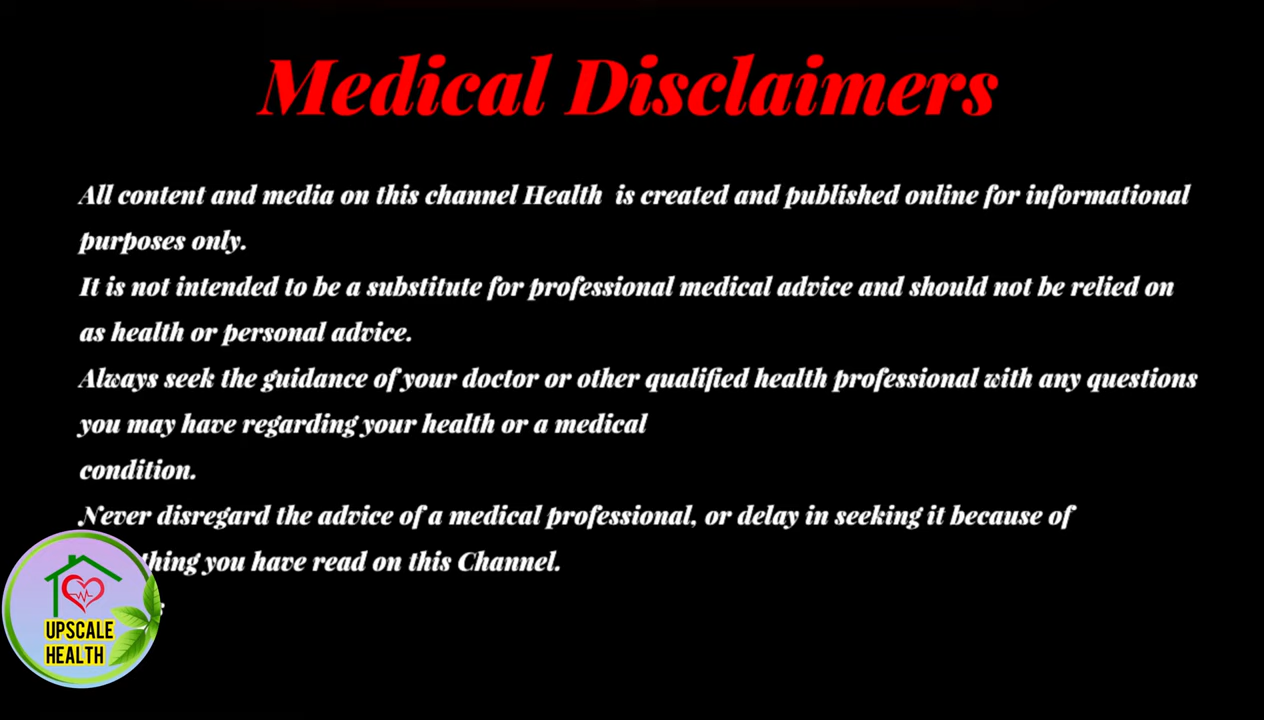 Medical Disclaimers
All content and media on this channel Health is created and published online for informational
purposes only.
It is not intended to be a substitute for professional medical advice and should not be relied on
as health or personal advice.
Always seek the guidance of your doctor or other qualified health professional with any questions
you may have regarding your health or a medical
condition.
Never disregard the advice of a medical professional, or delay in seeking it because of
thing you have read on this Channel.
UPSCALE
HEALTH